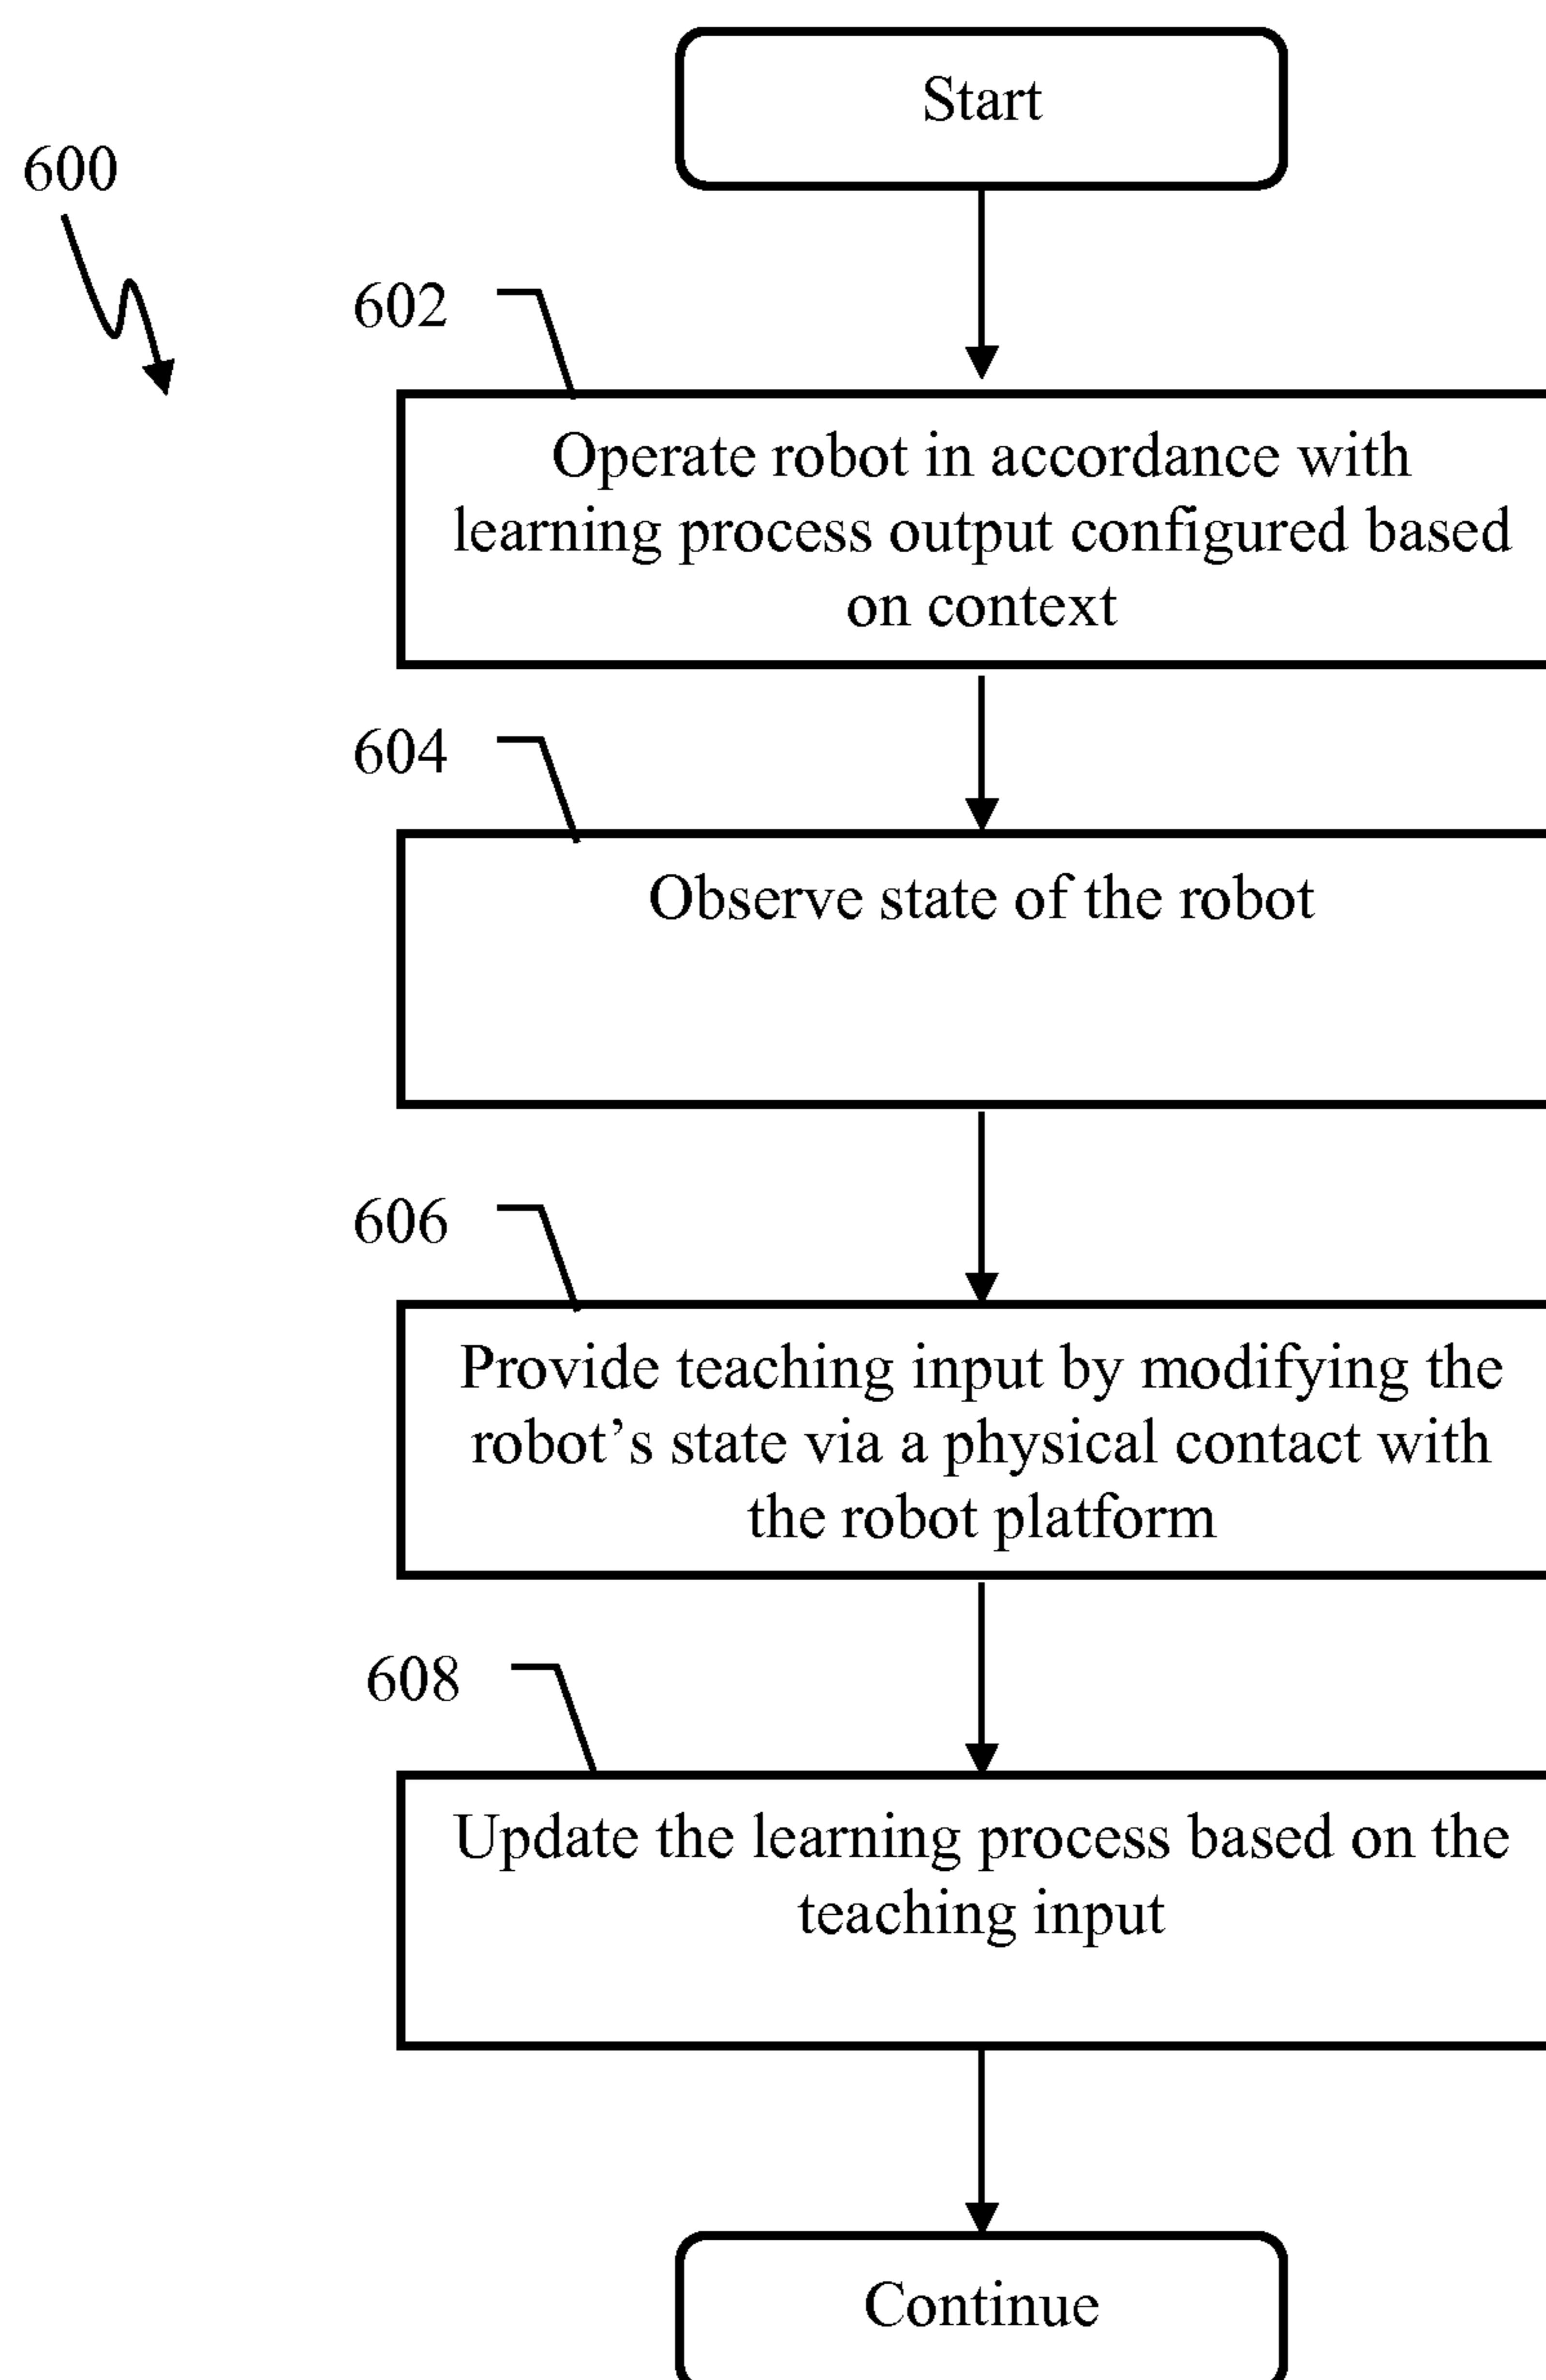 Start
600
602
Operate robot in accordance with
learning process output configured based
on context
604
Observe state of the robot
606
Provide teaching input by modifying the
robot’s state via a physical contact with
the robot platform
608
Update the learning process based on the
teaching input
Continue